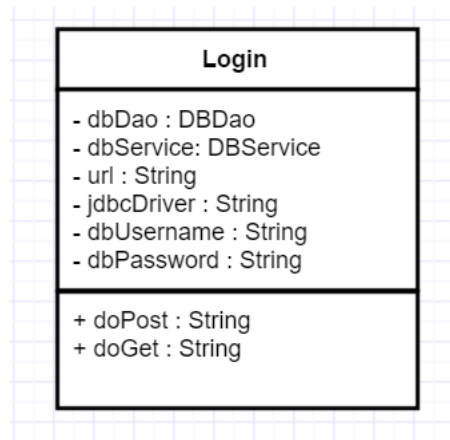 Login
- dbDao : DBDao
- dbService: DBService
- url : String
- jdbcDriver : String
- dbUsername : String
- dbPassword : String
+ doPost : String
+ doGet : String